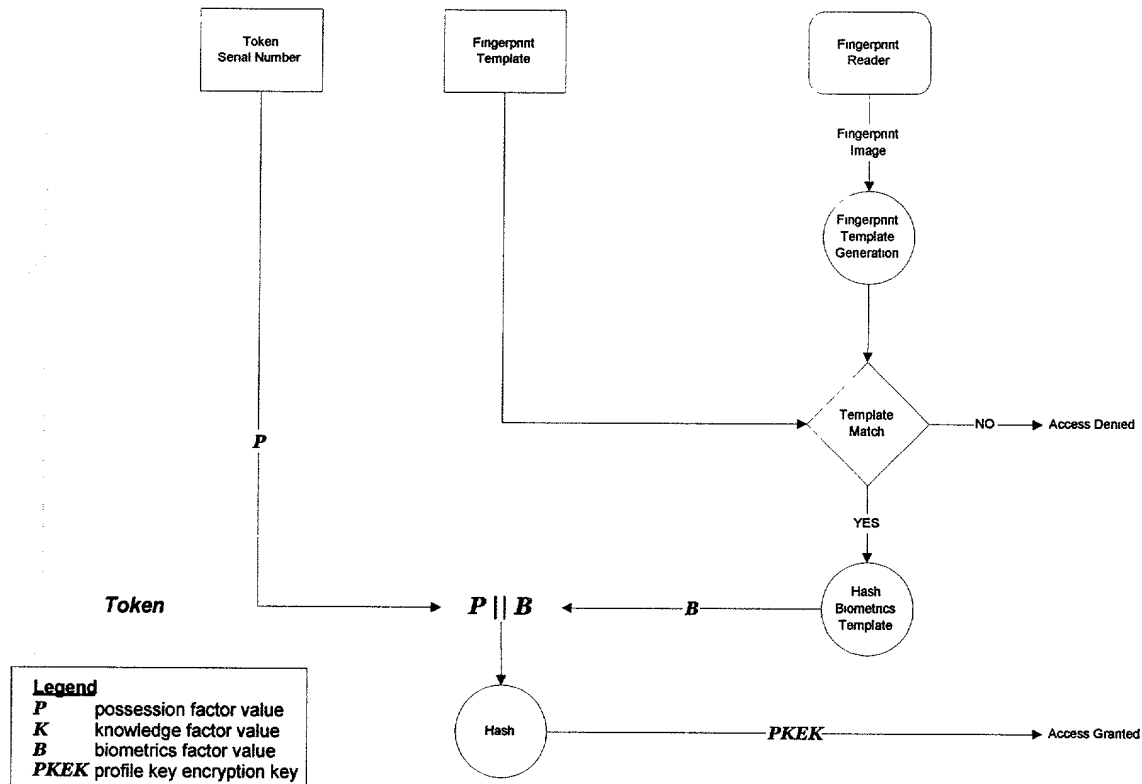 Token
Serial Number
Fingerprint
Template
Fingerprint
Reader
Fingerprint
Image
Fingerprint
Template
Generation
Template
Match
NO
Access Denied
P
YES
Token
P || B
B
Hash
Biometrics
Template
Legend
P possession factor value
K knowledge factor value
B biometrics factor value
PKEK profile key encryption key
Hash
PKEK
Access Granted